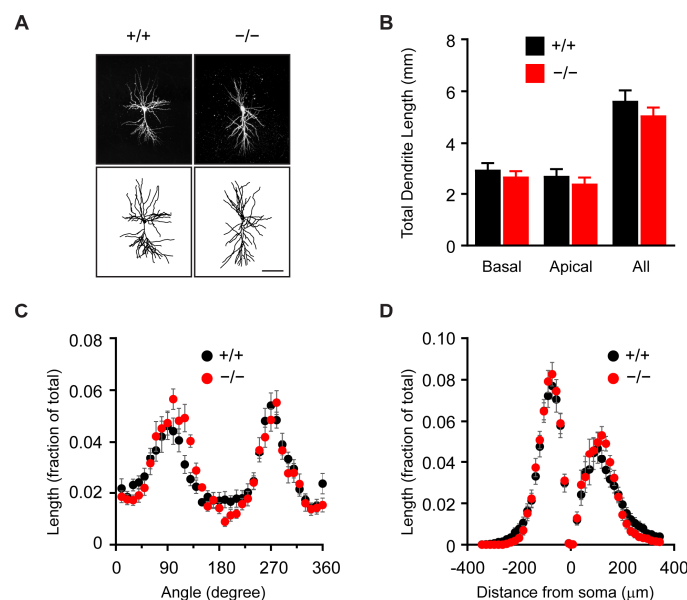 A
+/+
−/−
B
Total Dendrite Length (mm)
8
6
4
2
0
+/+
−/−
Basal
Apical
All
C
Length (fraction of total)
0.08
0.06
0.04
0.02
0
+/+
−/−
0
90
180
270
360
Angle (degree)
D
Length (fraction of total)
0.10
0.08
0.06
0.04
0.02
0
+/+
−/−
-400
-200
0
200
400
Distance from soma (μm)